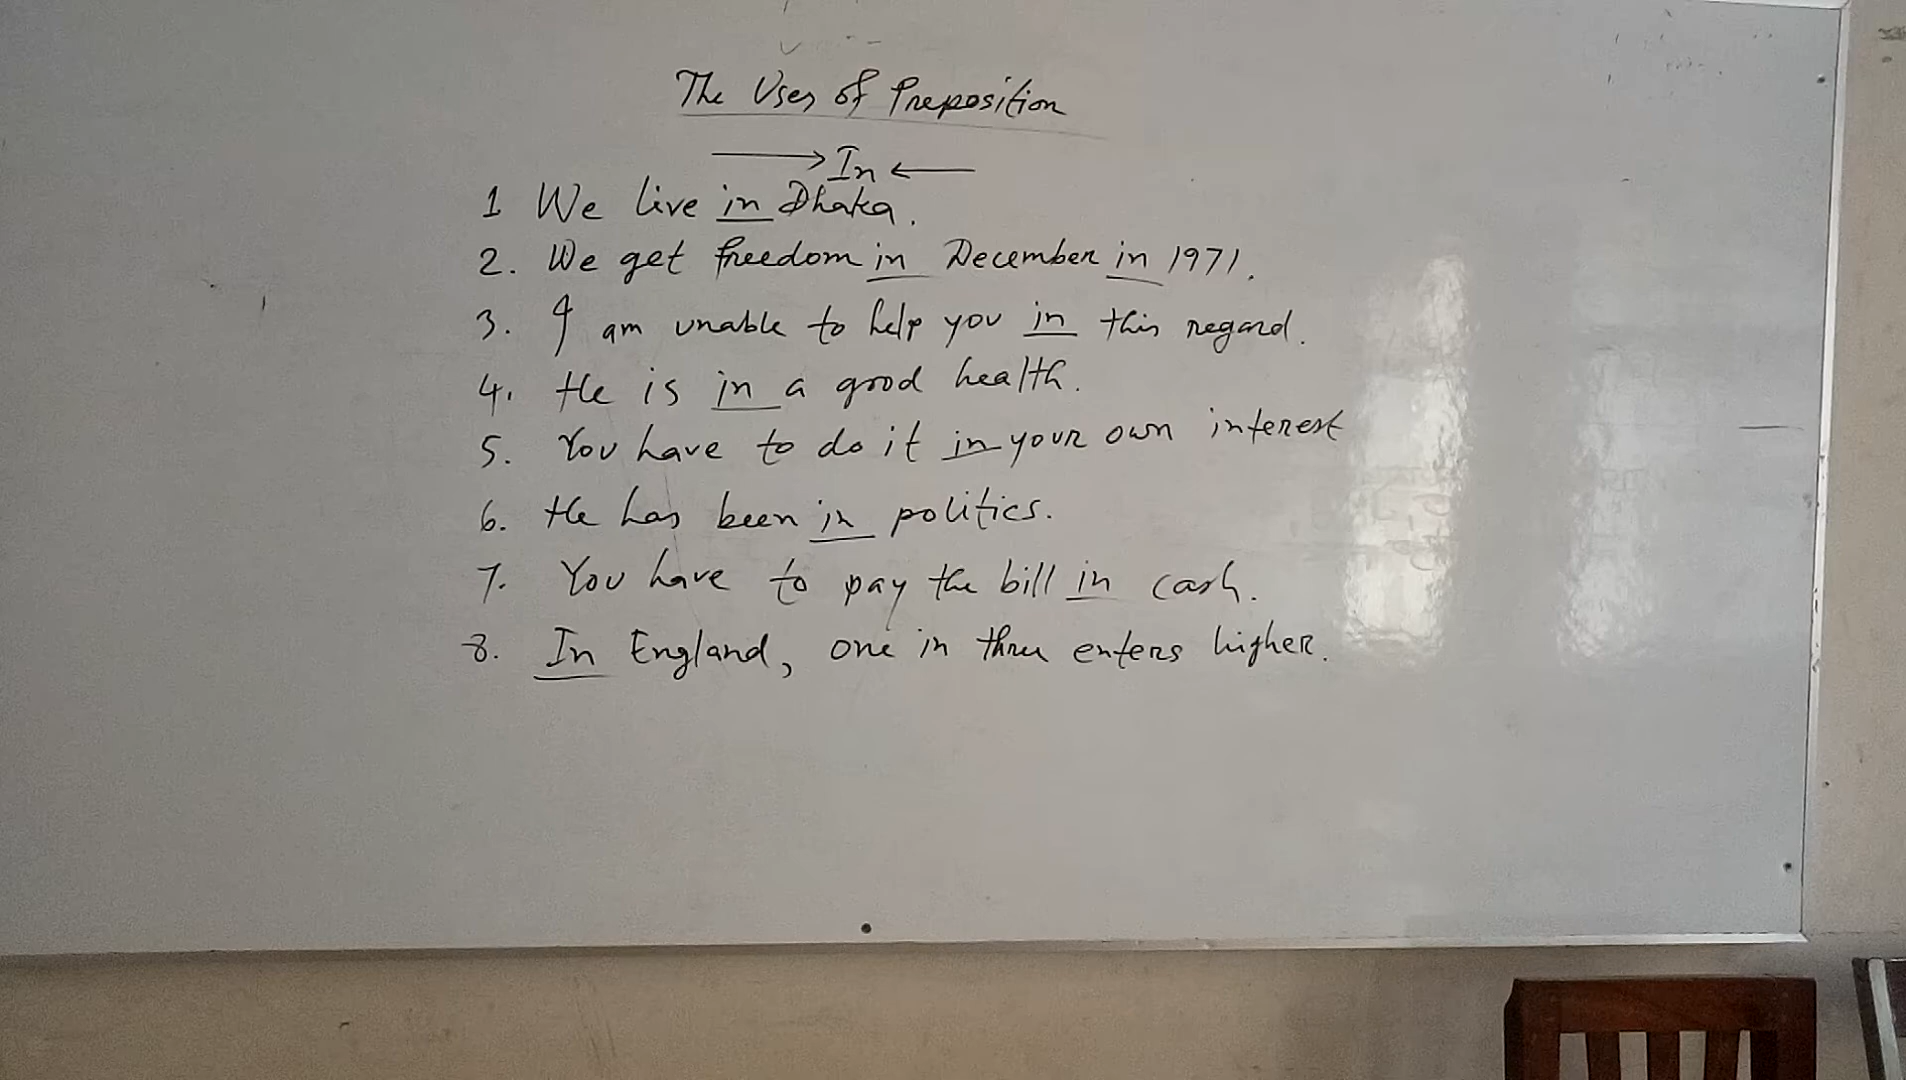 The Uses of Preposition
In
1 We live in Dhaka.
2. We get freedom in December in 1971.
3. I am unable to help you in this regard.
4. He is in a good health.
5. You have to do it in your own interest
6. He has been in politics.
7. You have to pay the bill in cash.
8. In England, one in three enters higher.